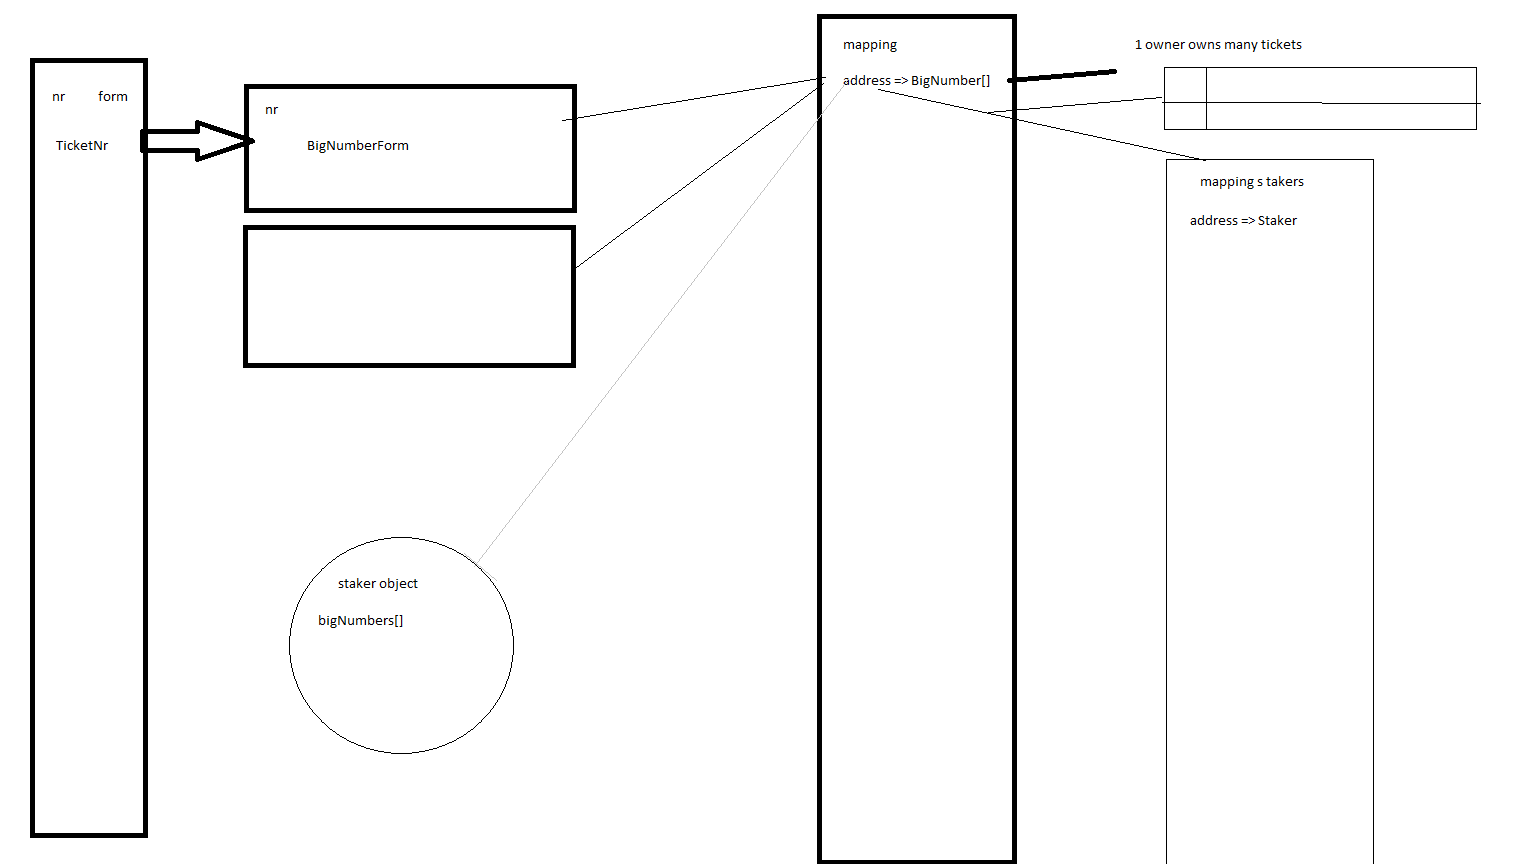 nr form
TicketNr
nr
BigNumberForm
staker object
bigNumbers[]
mapping
address => BigNumber[]
1 owner owns many tickets
mapping s takers
address => Staker